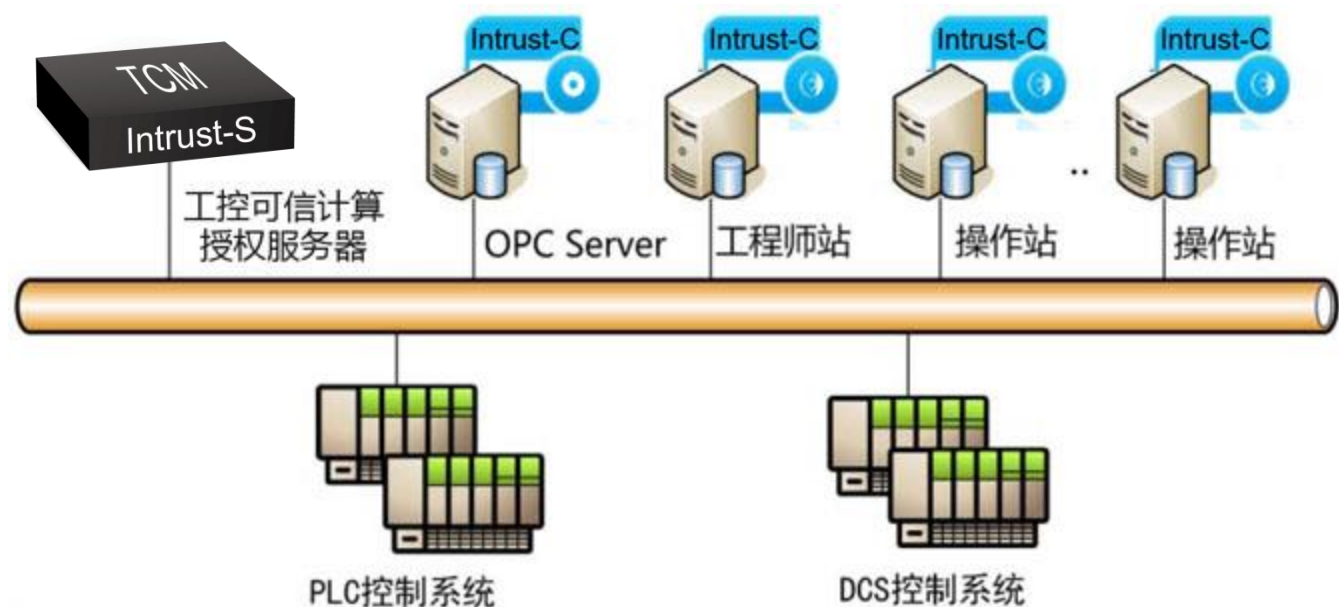 TCM
Intrust-S
Intrust-C
Intrust-C
Intrust-C
Intrust-C
工控可信计算
授权服务器
OPC Server
工程师站
操作站
..
操作站
PLC控制系统
DCS控制系统